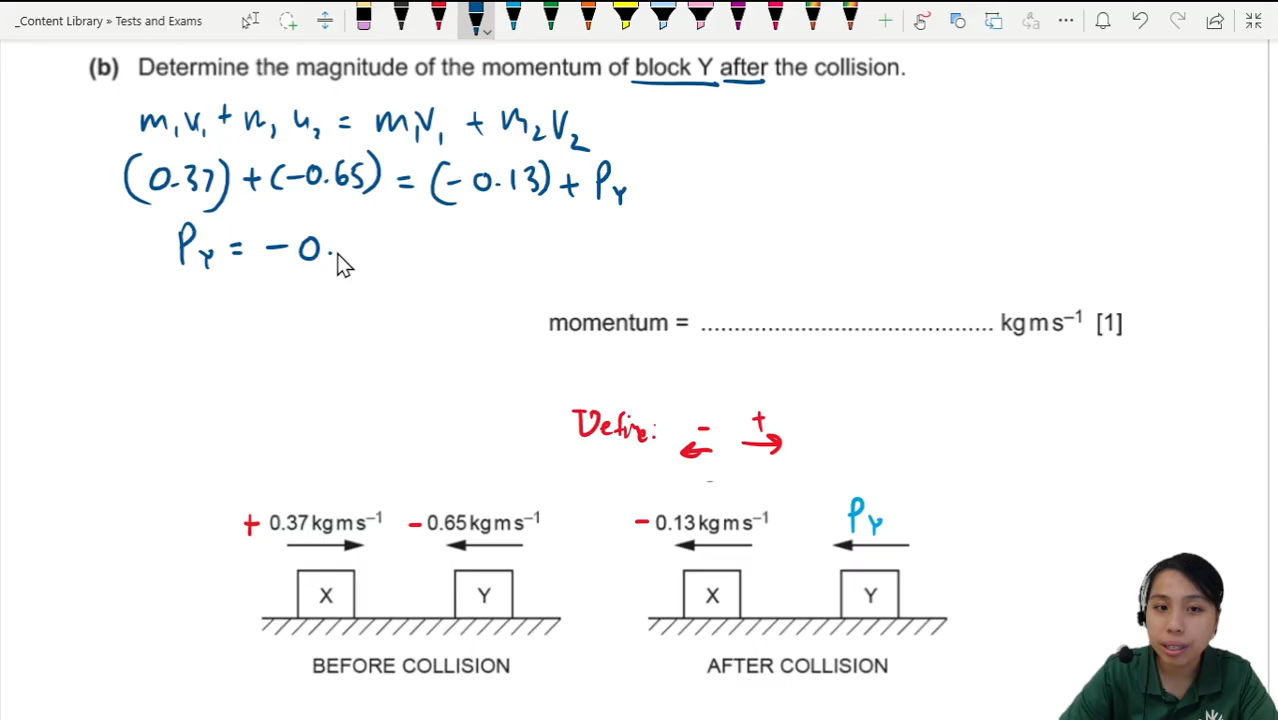 _Content Library » Tests and Exams
(b) Determine the magnitude of the momentum of block Y after the collision.
m₁v₁ + n₂ u₂ = m₁v₁ + m₂v₂
(0.37) + (-0.65) = (-0.13) + Pᵧ
Pᵧ = -0.
momentum = ............................................ kg m s⁻¹ [1]
Define: - +
+ 0.37 kg m s⁻¹ - 0.65 kg m s⁻¹ - 0.13 kg m s⁻¹ Pᵧ
X Y X Y
BEFORE COLLISION AFTER COLLISION